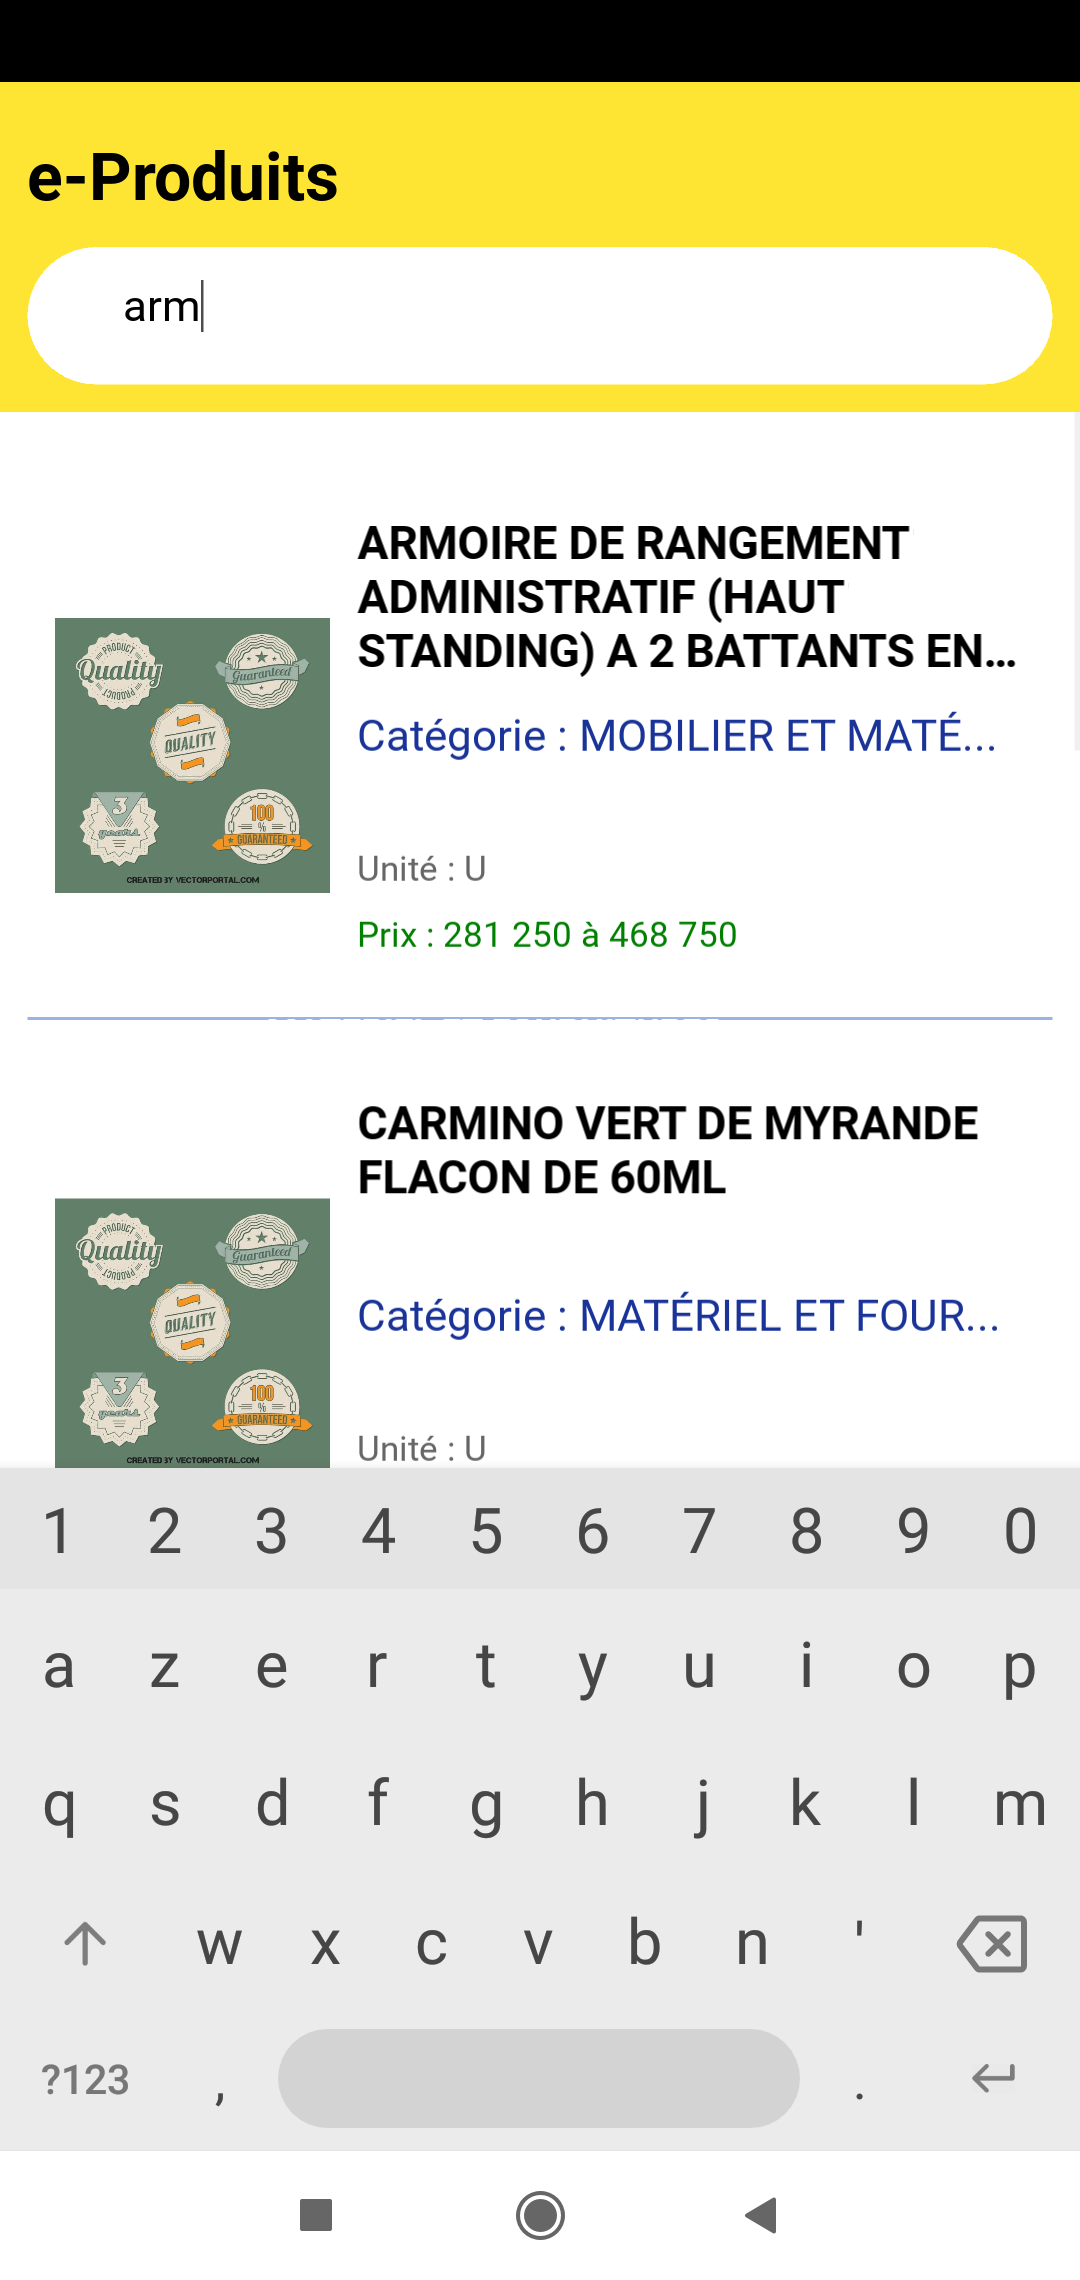 e-Produits
arm
ARMOIRE DE RANGEMENT
ADMINISTRATIF (HAUT
STANDING) A 2 BATTANTS EN...
Catégorie : MOBILIER ET MATÉ...
Unité : U
Prix : 281 250 à 468 750
PRODUCT
Quality
PRODUCT
Guaranteed
QUALITY
3
years
100
%
GUARANTEED
CREATED BY VECTORPORTAL.COM
CARMINO VERT DE MYRANDE
FLACON DE 60ML
Catégorie : MATÉRIEL ET FOUR...
Unité : U
PRODUCT
Quality
PRODUCT
Guaranteed
QUALITY
3
years
100
%
GUARANTEED
CREATED BY VECTORPORTAL.COM
1 2 3 4 5 6 7 8 9 0
a z e r t y u i o p
q s d f g h j k l m
w x c v b n '
?123 , .